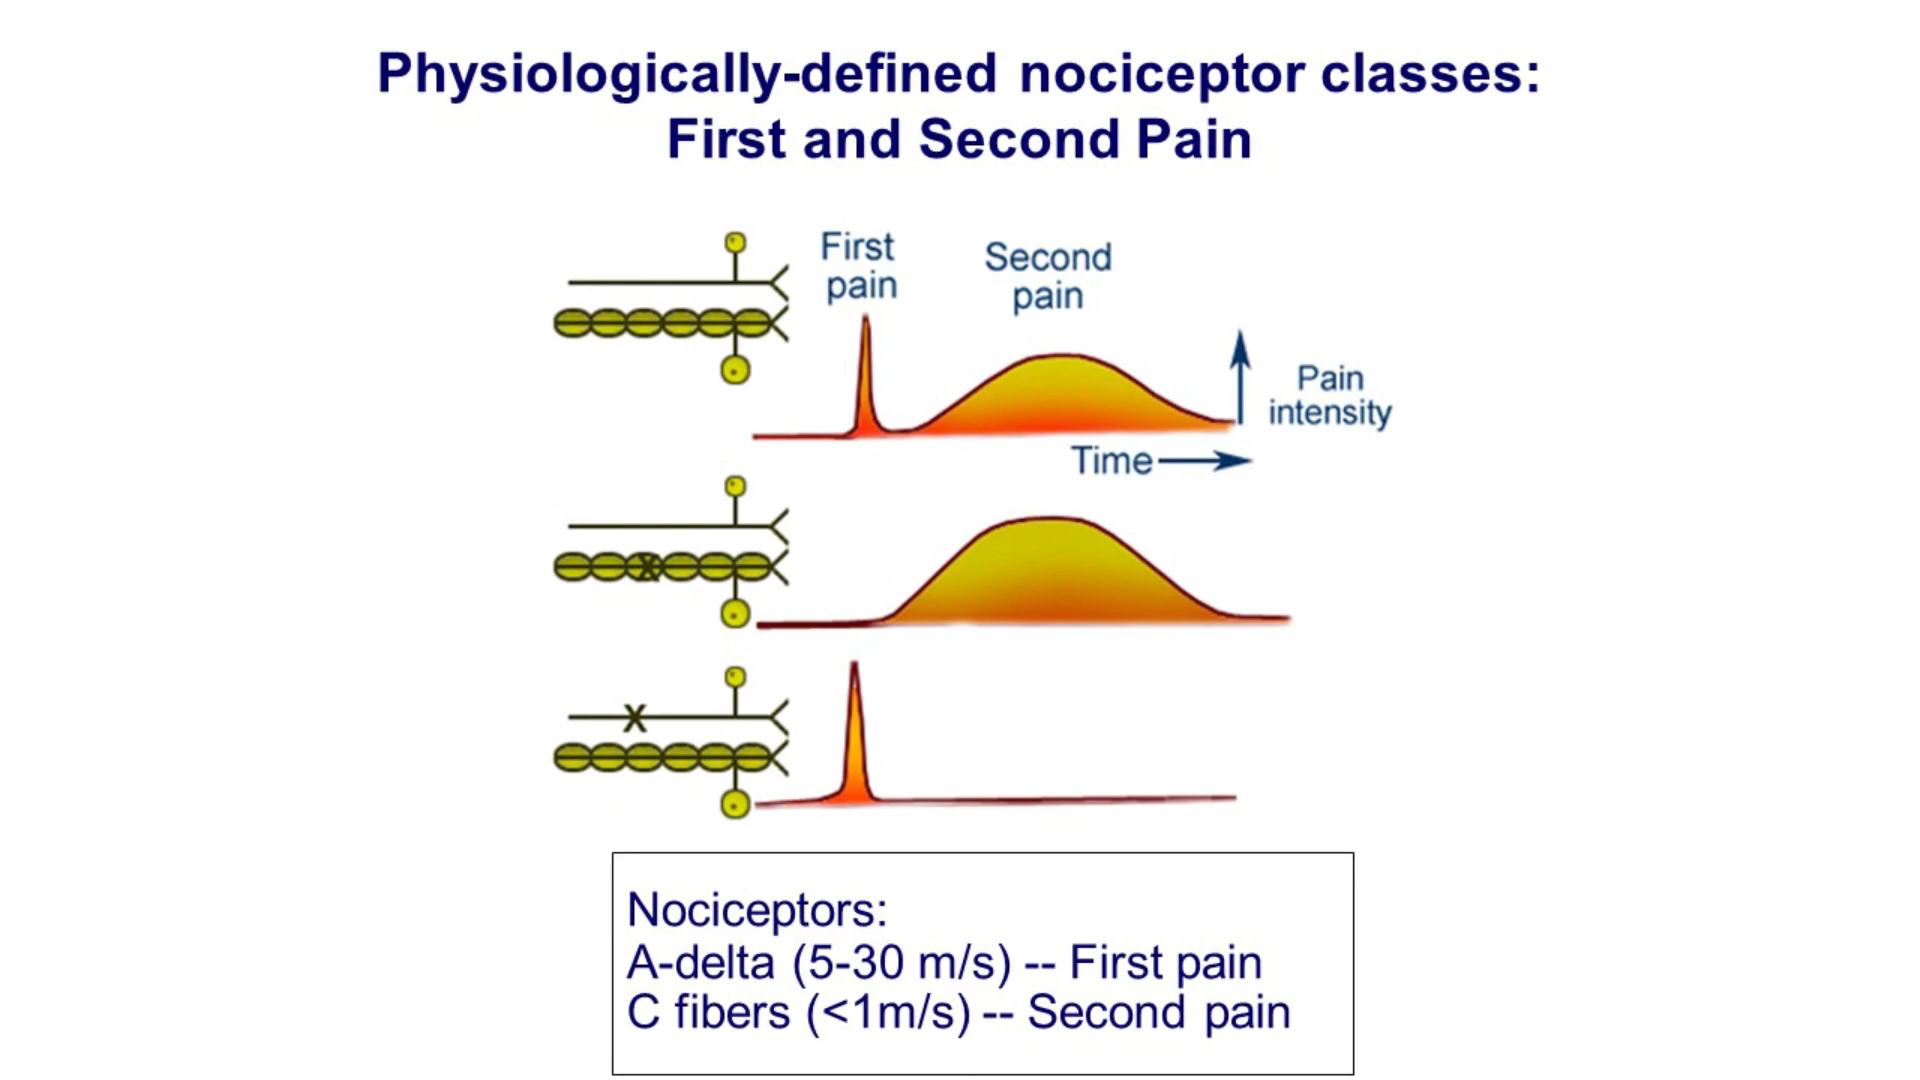 Physiologically-defined nociceptor classes:
First and Second Pain
First
pain
Second
pain
Pain
intensity
Time
X
X
Nociceptors:
A-delta (5-30 m/s) -- First pain
C fibers (<1m/s) -- Second pain